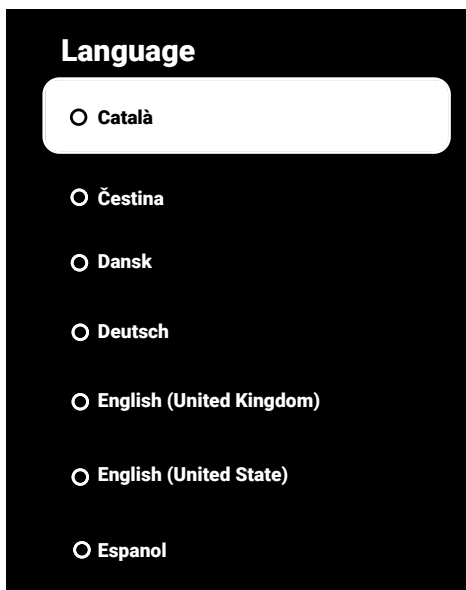 Language
Català
Čestina
Dansk
Deutsch
English (United Kingdom)
English (United State)
Espanol